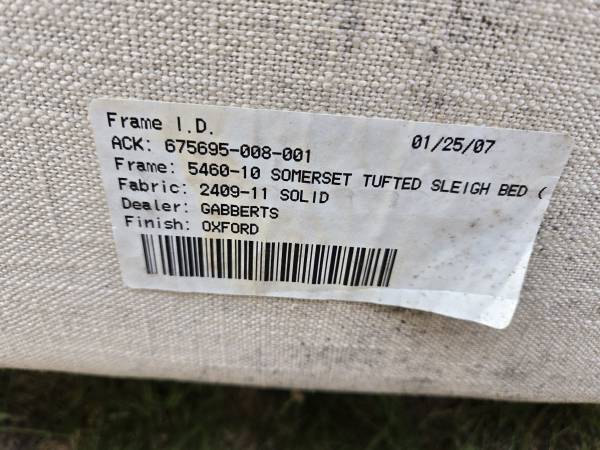 Frame I.D.
ACK: 675695-008-001 01/25/07
Frame: 5460-10 SOMERSET TUFTED SLEIGH BED (
Fabric: 2409-11 SOLID
Dealer: GABBERTS
Finish: OXFORD